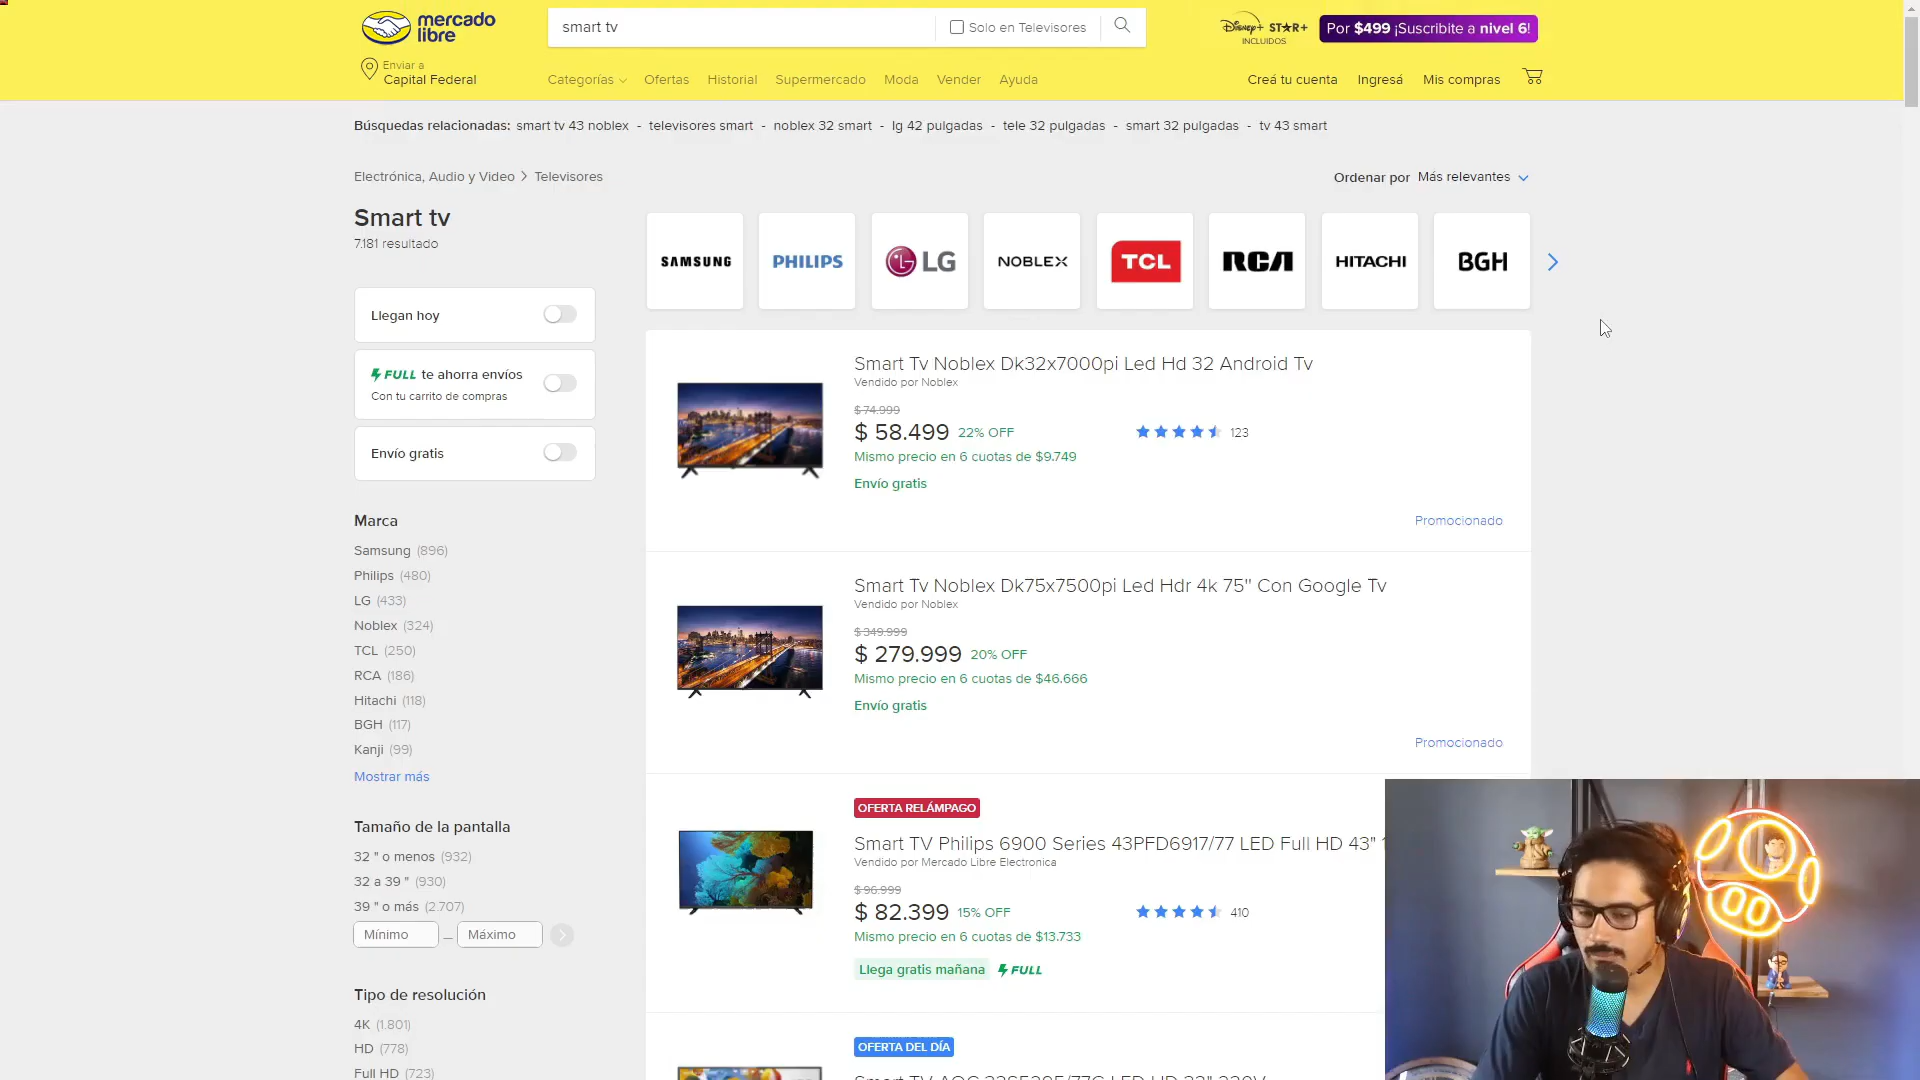 mercado
libre
smart tv
Solo en Televisores
Disney+ STAR+
INCLUIDOS
Por $499 ¡Suscribite a nivel 6!
Enviar a
Capital Federal
Categorías
Ofertas
Historial
Supermercado
Moda
Vender
Ayuda
Creá tu cuenta
Ingresá
Mis compras
Búsquedas relacionadas: smart tv 43 noblex - televisores smart - noblex 32 smart - lg 42 pulgadas - tele 32 pulgadas - smart 32 pulgadas - tv 43 smart
Electrónica, Audio y Video > Televisores
Ordenar por Más relevantes
Smart tv
7.181 resultado
SAMSUNG
PHILIPS
LG
NOBLEX
TCL
RCA
HITACHI
BGH
Llegan hoy
FULL te ahorra envíos
Con tu carrito de compras
Envío gratis
Marca
Samsung (896)
Philips (480)
LG (433)
Noblex (324)
TCL (250)
RCA (186)
Hitachi (118)
BGH (117)
Kanji (99)
Mostrar más
Tamaño de la pantalla
32 " o menos (932)
32 a 39 " (930)
39 " o más (2.707)
Mínimo — Máximo
Tipo de resolución
4K (1.801)
HD (778)
Full HD (723)
Smart Tv Noblex Dk32x7000pi Led Hd 32 Android Tv
Vendido por Noblex
$ 74.999
$ 58.499 22% OFF
123
Mismo precio en 6 cuotas de $9.749
Envío gratis
Promocionado
Smart Tv Noblex Dk75x7500pi Led Hdr 4k 75'' Con Google Tv
Vendido por Noblex
$ 349.999
$ 279.999 20% OFF
Mismo precio en 6 cuotas de $46.666
Envío gratis
Promocionado
OFERTA RELÁMPAGO
Smart TV Philips 6900 Series 43PFD6917/77 LED Full HD 43"
Vendido por Mercado Libre Electronica
$ 96.999
$ 82.399 15% OFF
410
Mismo precio en 6 cuotas de $13.733
Llega gratis mañana FULL
OFERTA DEL DÍA
Smart TV AOC 32S5295/77G LED HD 32" 220V